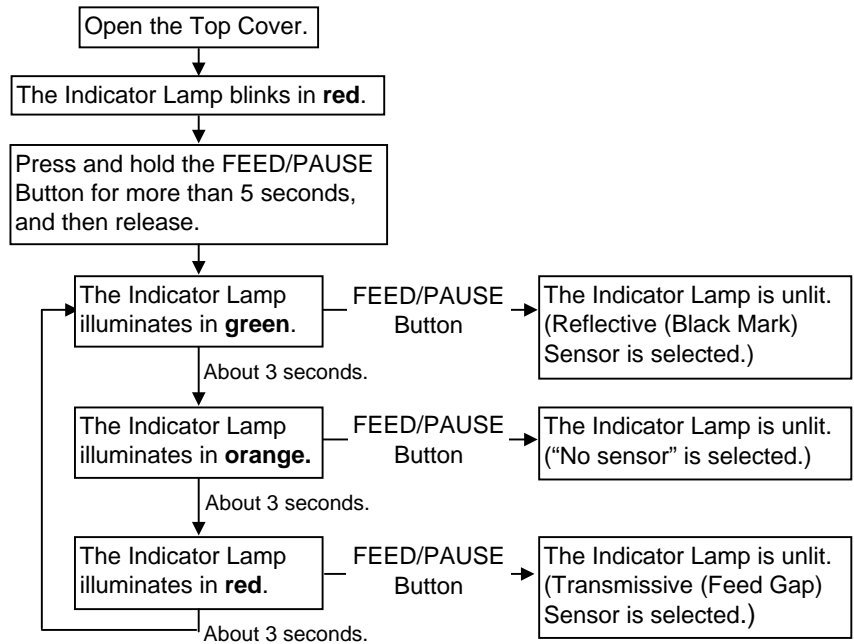 Open the Top Cover.
The Indicator Lamp blinks in red.
Press and hold the FEED/PAUSE
Button for more than 5 seconds,
and then release.
The Indicator Lamp
illuminates in green.
FEED/PAUSE
Button
The Indicator Lamp is unlit.
(Reflective (Black Mark)
Sensor is selected.)
About 3 seconds.
The Indicator Lamp
illuminates in orange.
FEED/PAUSE
Button
The Indicator Lamp is unlit.
(“No sensor” is selected.)
About 3 seconds.
The Indicator Lamp
illuminates in red.
FEED/PAUSE
Button
The Indicator Lamp is unlit.
(Transmissive (Feed Gap)
Sensor is selected.)
About 3 seconds.